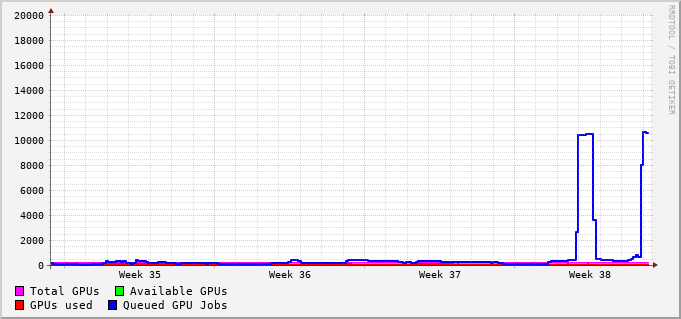 20000
18000
16000
14000
12000
10000
8000
6000
4000
2000
0
Week 35 Week 36 Week 37 Week 38
Total GPUs Available GPUs
GPUs used Queued GPU Jobs
RRDTOOL / TOBI OETIKER